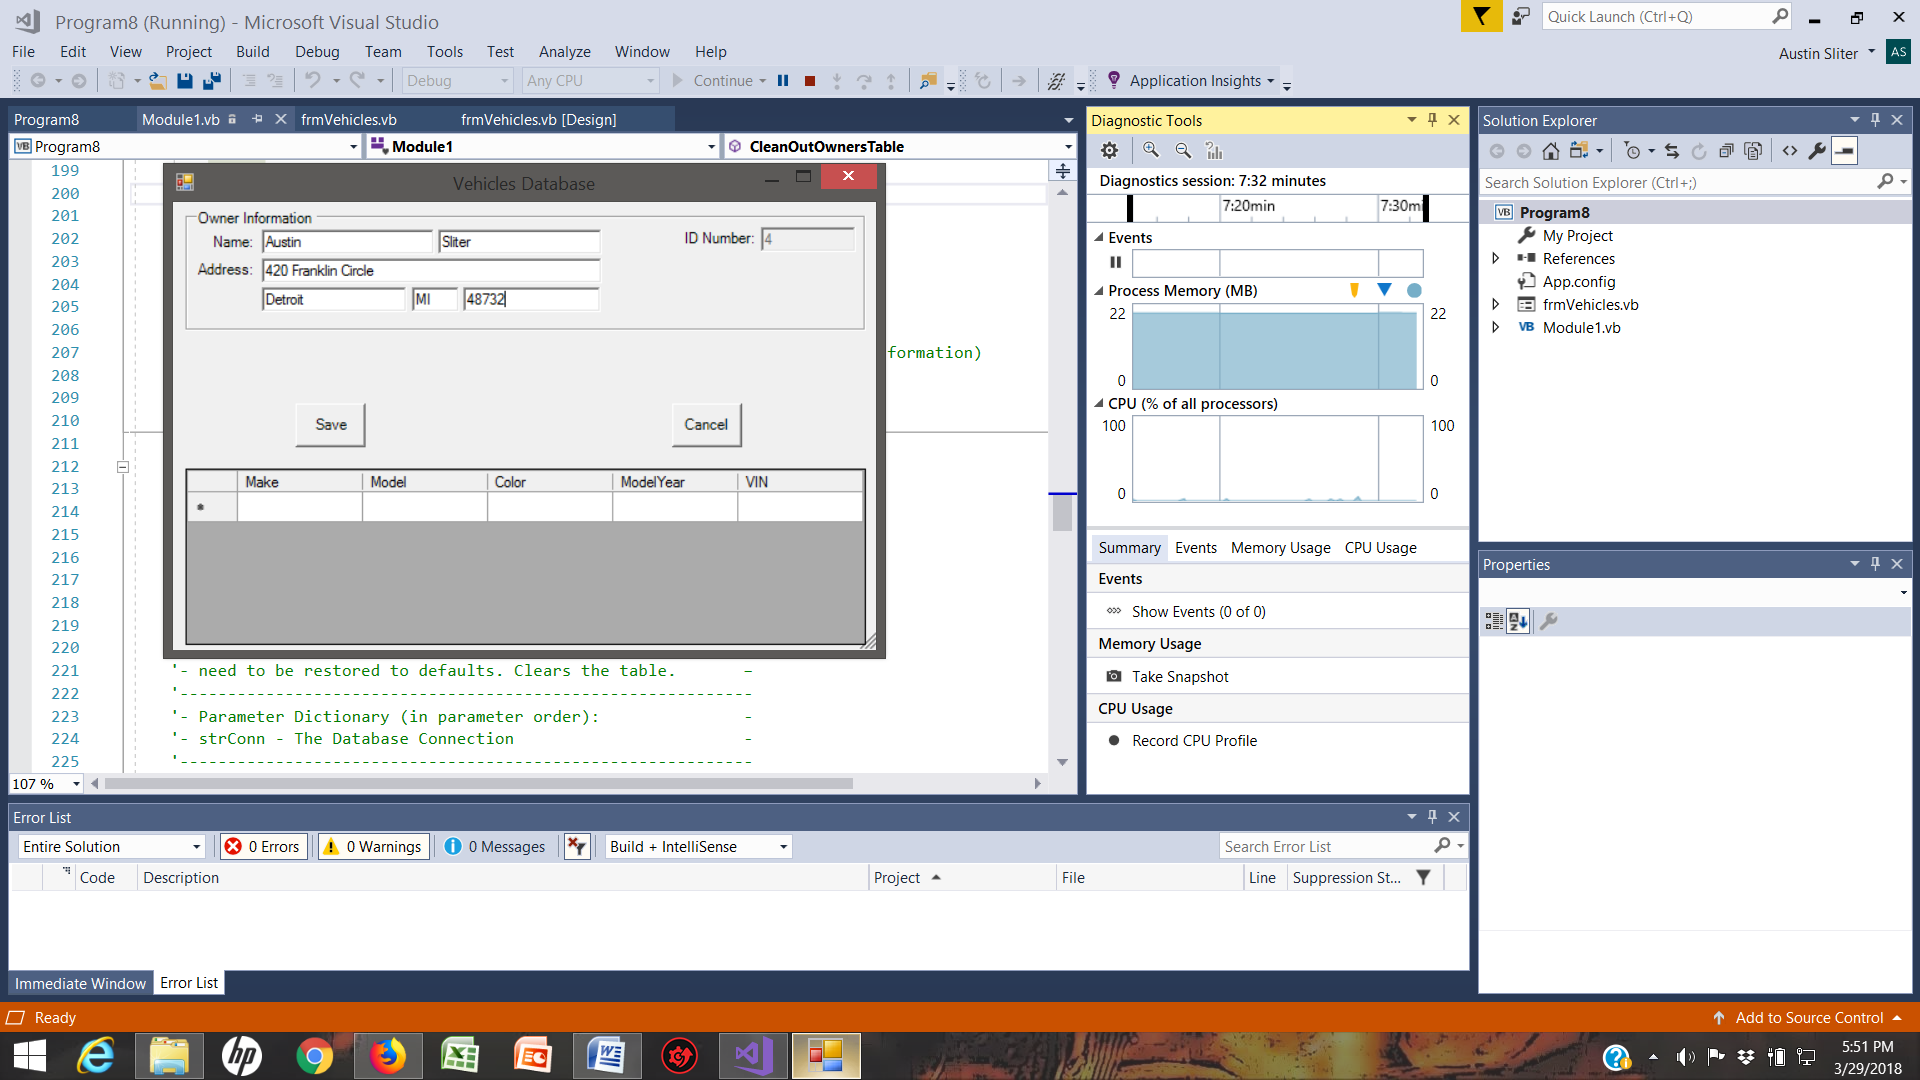 Program8 (Running) - Microsoft Visual Studio
Quick Launch (Ctrl+Q)
File Edit View Project Build Debug Team Tools Test Analyze Window Help
Austin Sliter AS
Debug Any CPU Continue Application Insights
Program8 Module1.vb frmVehicles.vb frmVehicles.vb [Design]
VB Program8 Module1 CleanOutOwnersTable
199
200
201
202
203
204
205
206
207 formation)
208
209
210
211
212
213
214
215
216
217
218
219
220
221 '- need to be restored to defaults. Clears the table. -
222 '------------------------------------------------------------
223 '- Parameter Dictionary (in parameter order): -
224 '- strConn - The Database Connection -
225 '------------------------------------------------------------
107 %
Vehicles Database
Owner Information
Name: Austin Sliter ID Number: 4
Address: 420 Franklin Circle
Detroit MI 48732
Save Cancel
Make Model Color ModelYear VIN
*
Diagnostic Tools
Diagnostics session: 7:32 minutes
7:20min 7:30mi
Events
Process Memory (MB)
22 22
0 0
CPU (% of all processors)
100 100
0 0
Summary Events Memory Usage CPU Usage
Events
Show Events (0 of 0)
Memory Usage
Take Snapshot
CPU Usage
Record CPU Profile
Solution Explorer
Search Solution Explorer (Ctrl+;)
VB Program8
My Project
References
App.config
frmVehicles.vb
VB Module1.vb
Properties
Error List
Entire Solution 0 Errors 0 Warnings 0 Messages Build + IntelliSense Search Error List
Code Description Project File Line Suppression St...
Immediate Window Error List
Ready Add to Source Control
5:51 PM
3/29/2018